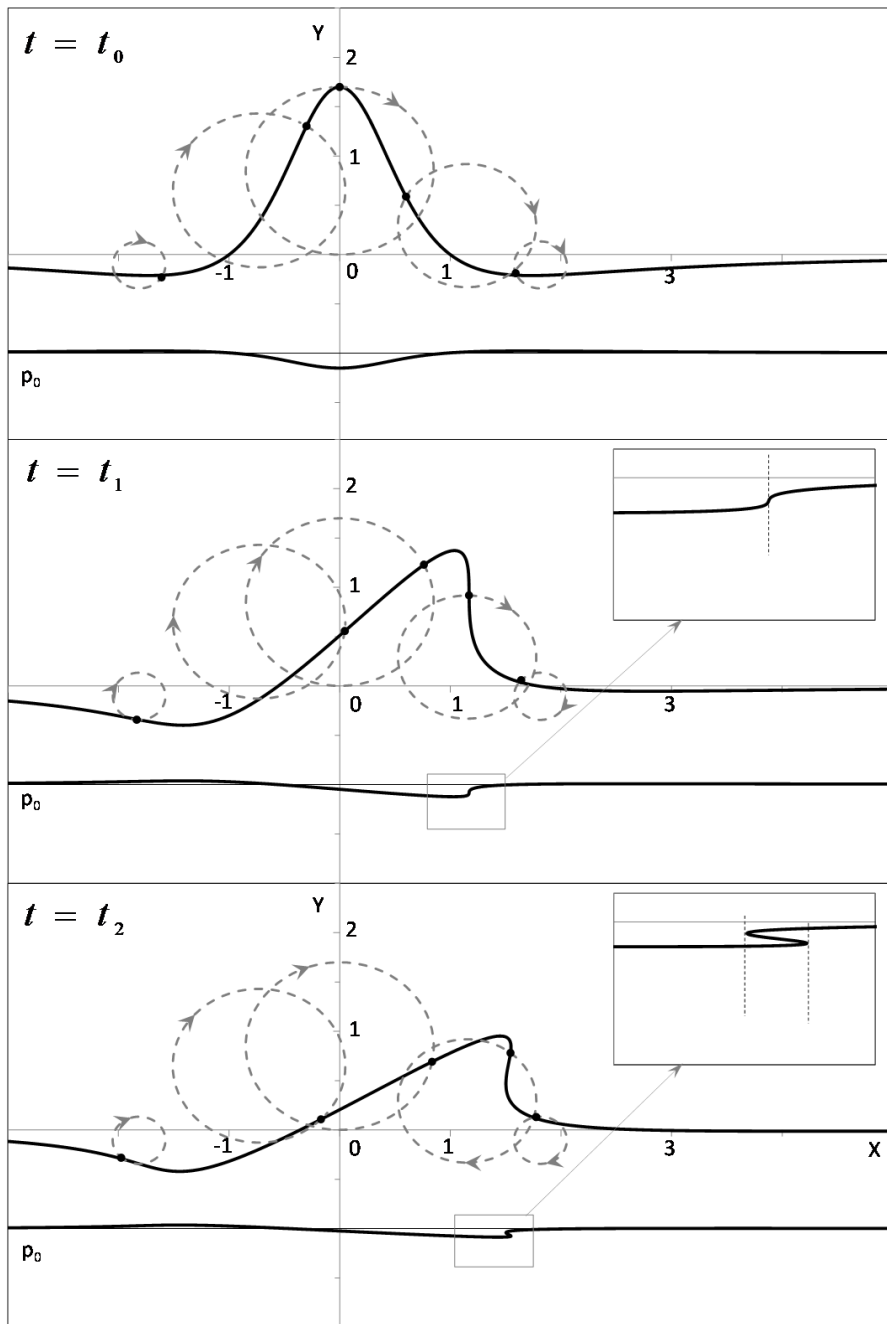 t = t₀
Y
2
1
-1 0 1 3
p₀
t = t₁
2
1
-1 0 1 3
p₀
t = t₂
Y
2
1
-1 0 1 3 X
p₀